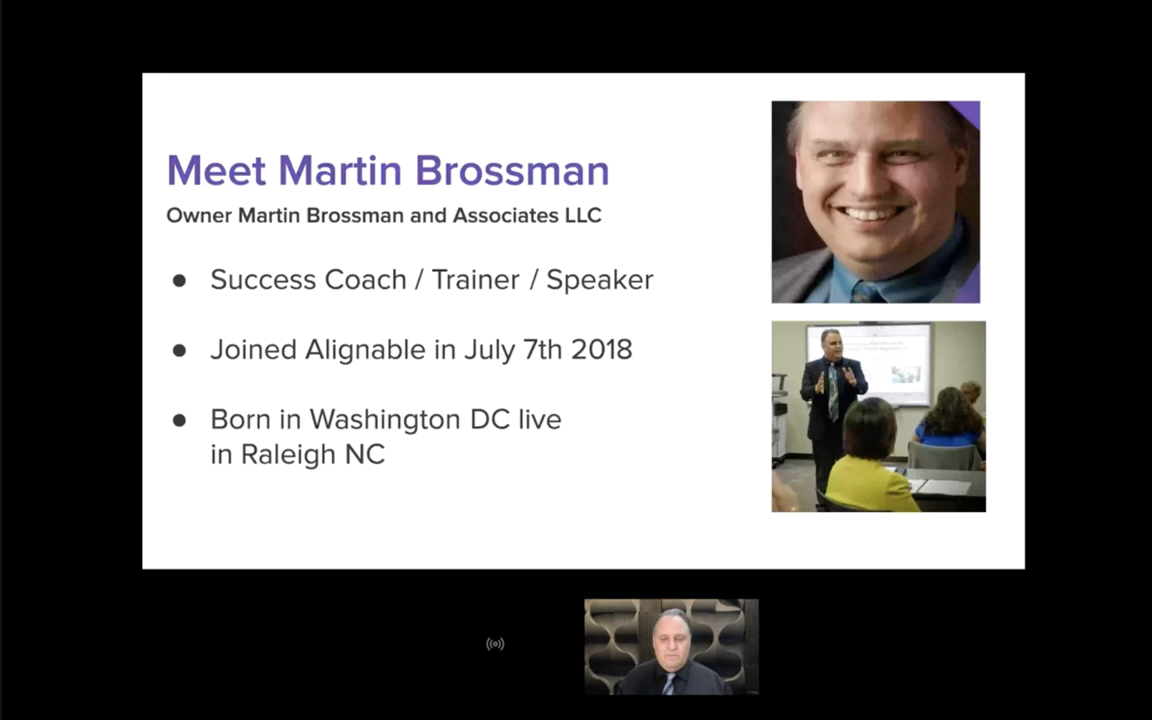 Meet Martin Brossman
Owner Martin Brossman and Associates LLC
● Success Coach / Trainer / Speaker
● Joined Alignable in July 7th 2018
● Born in Washington DC live
in Raleigh NC